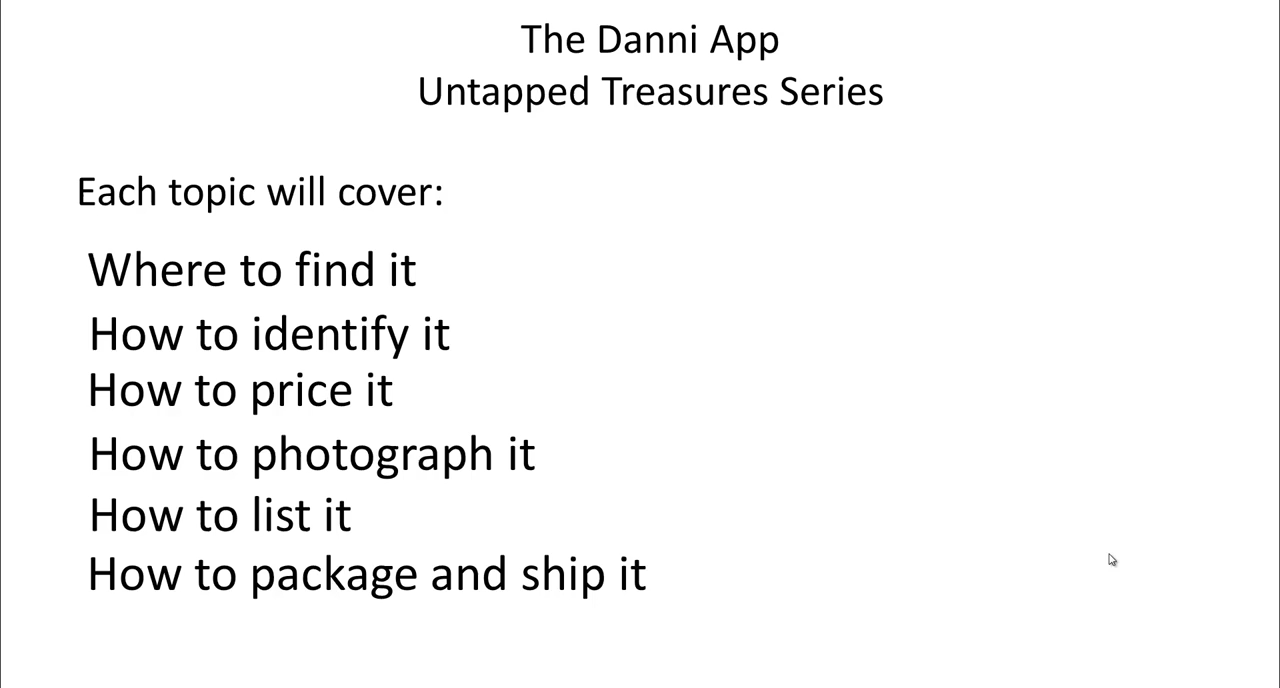 The Danni App
Untapped Treasures Series
Each topic will cover:
Where to find it
How to identify it
How to price it
How to photograph it
How to list it
How to package and ship it